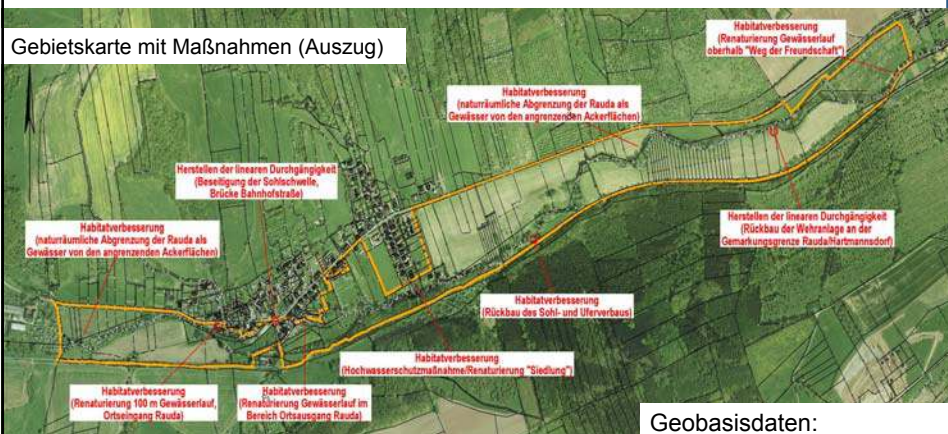 Gebietskarte mit Maßnahmen (Auszug)
Habitatverbesserung
(Renaturierung Gewässerlauf
oberhalb "Weg der Freundschaft")
Habitatverbesserung
(naturräumliche Abgrenzung der Rauda als
Gewässer von den angrenzenden Ackerflächen)
Herstellen der linearen Durchgängigkeit
(Beseitigung der Sohlschwelle,
Brücke Bahnhofstraße)
Habitatverbesserung
(naturräumliche Abgrenzung der Rauda als
Gewässer von den angrenzenden Ackerflächen)
Herstellen der linearen Durchgängigkeit
(Rückbau der Wehranlage an der
Gemarkungsgrenze Rauda/Hartmannsdorf)
Habitatverbesserung
(Rückbau des Sohl- und Uferverbaus)
Habitatverbesserung
(Hochwasserschutzmaßnahme/Renaturierung "Siedlung")
Habitatverbesserung
(Renaturierung 100 m Gewässerlauf,
Ortseingang Rauda)
Habitatverbesserung
(Renaturierung Gewässerlauf im
Bereich Ortsausgang Rauda)
Geobasisdaten: